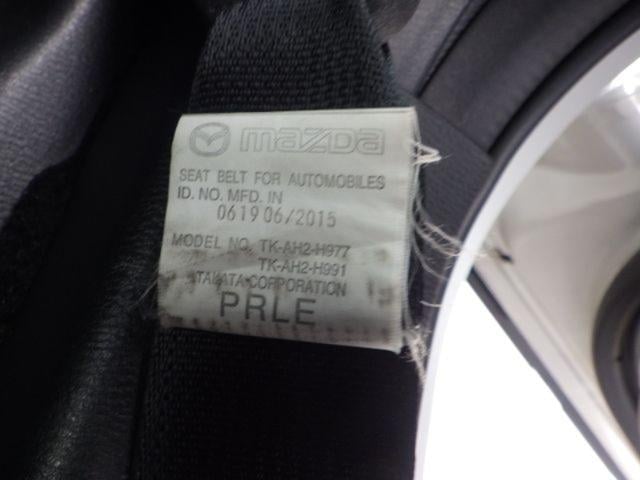 mazda
SEAT BELT FOR AUTOMOBILES
ID. NO. MFD. IN
0619 06/2015
MODEL NO. TK-AH2-H977
TK-AH2-H991
TAKATA CORPORATION
PRLE